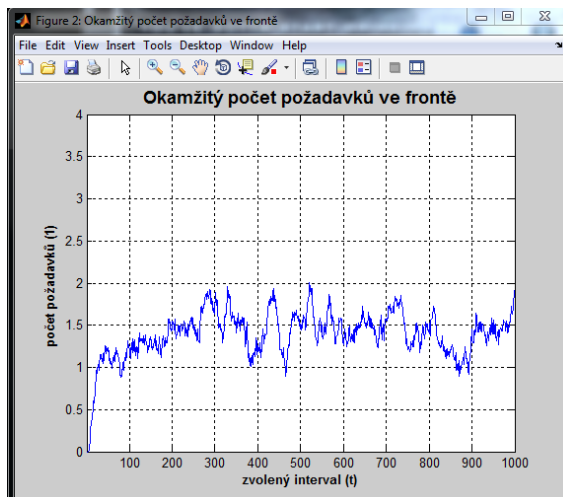 Figure 2: Okamžitý počet požadavků ve frontě
File Edit View Insert Tools Desktop Window Help
Okamžitý počet požadavků ve frontě
4
3.5
3
2.5
2
1.5
1
0.5
0
počet požadavků (1)
100 200 300 400 500 600 700 800 900 1000
zvolený interval (t)